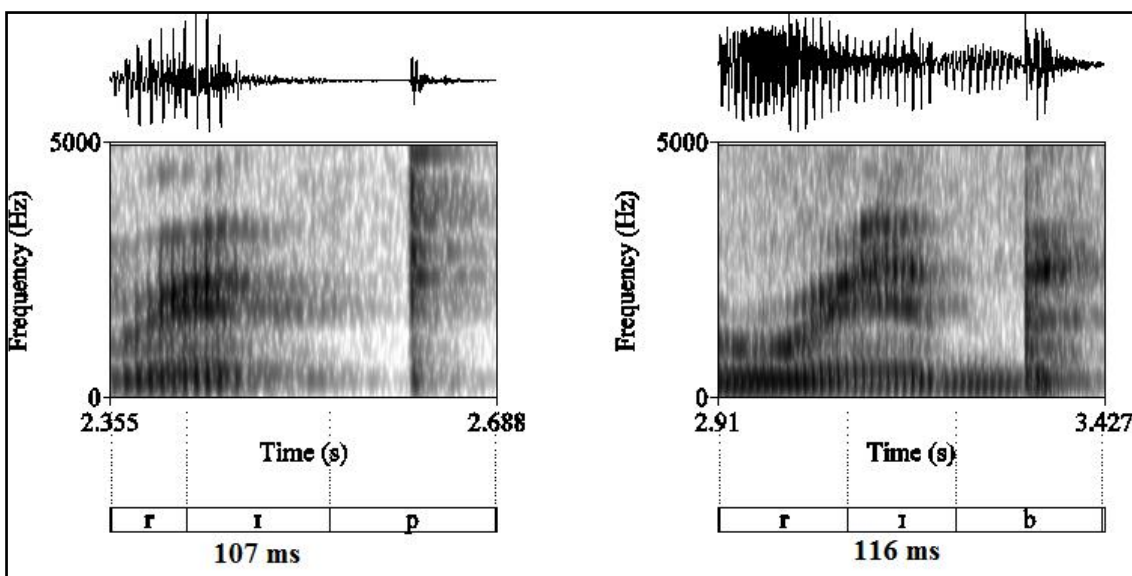 5000
Frequency (Hz)
0
2.355
2.688
Time (s)
r ɪ p
107 ms
5000
Frequency (Hz)
0
2.91
3.427
Time (s)
r ɪ b
116 ms